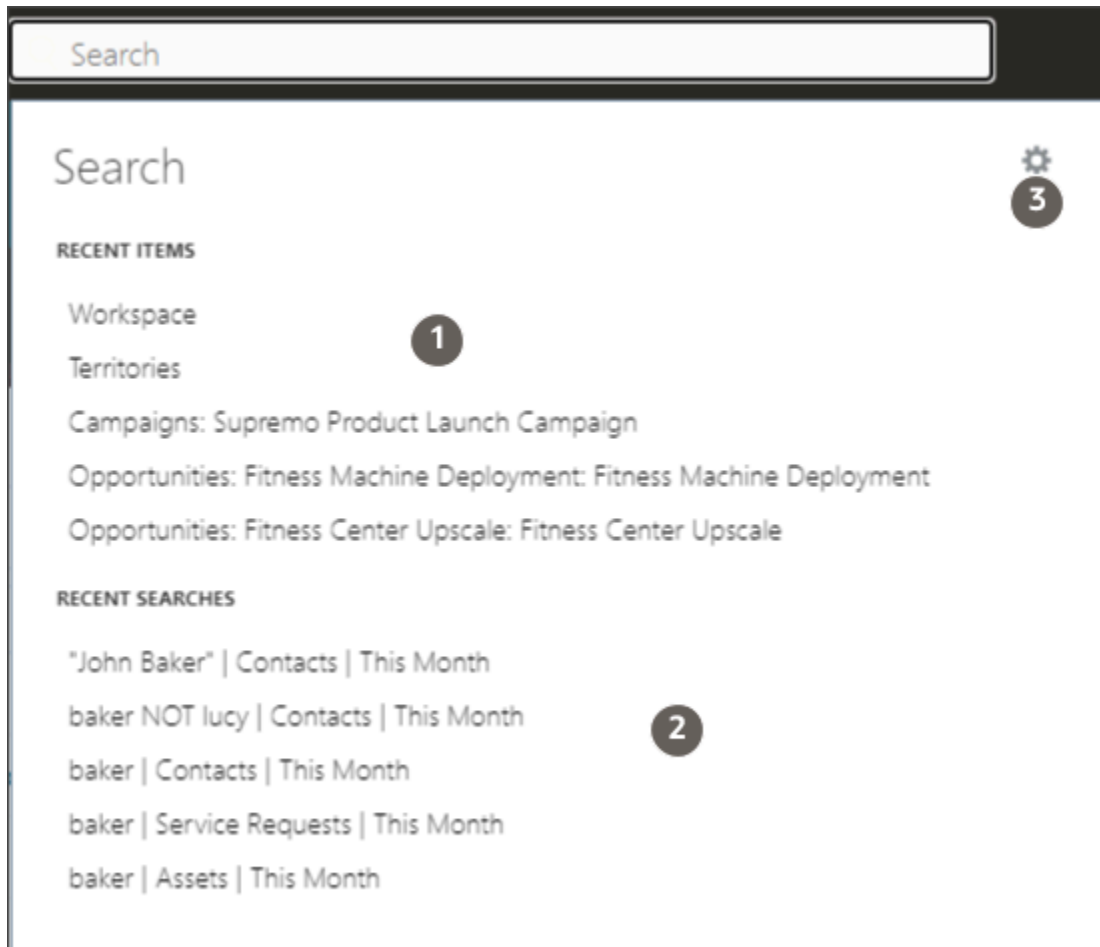 Search
Search
3
RECENT ITEMS
Workspace
1
Territories
Campaigns: Supremo Product Launch Campaign
Opportunities: Fitness Machine Deployment: Fitness Machine Deployment
Opportunities: Fitness Center Upscale: Fitness Center Upscale
RECENT SEARCHES
"John Baker" | Contacts | This Month
baker NOT lucy | Contacts | This Month
2
baker | Contacts | This Month
baker | Service Requests | This Month
baker | Assets | This Month